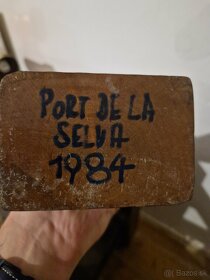 PORT DE LA
SELVA
1984
bazos.sk